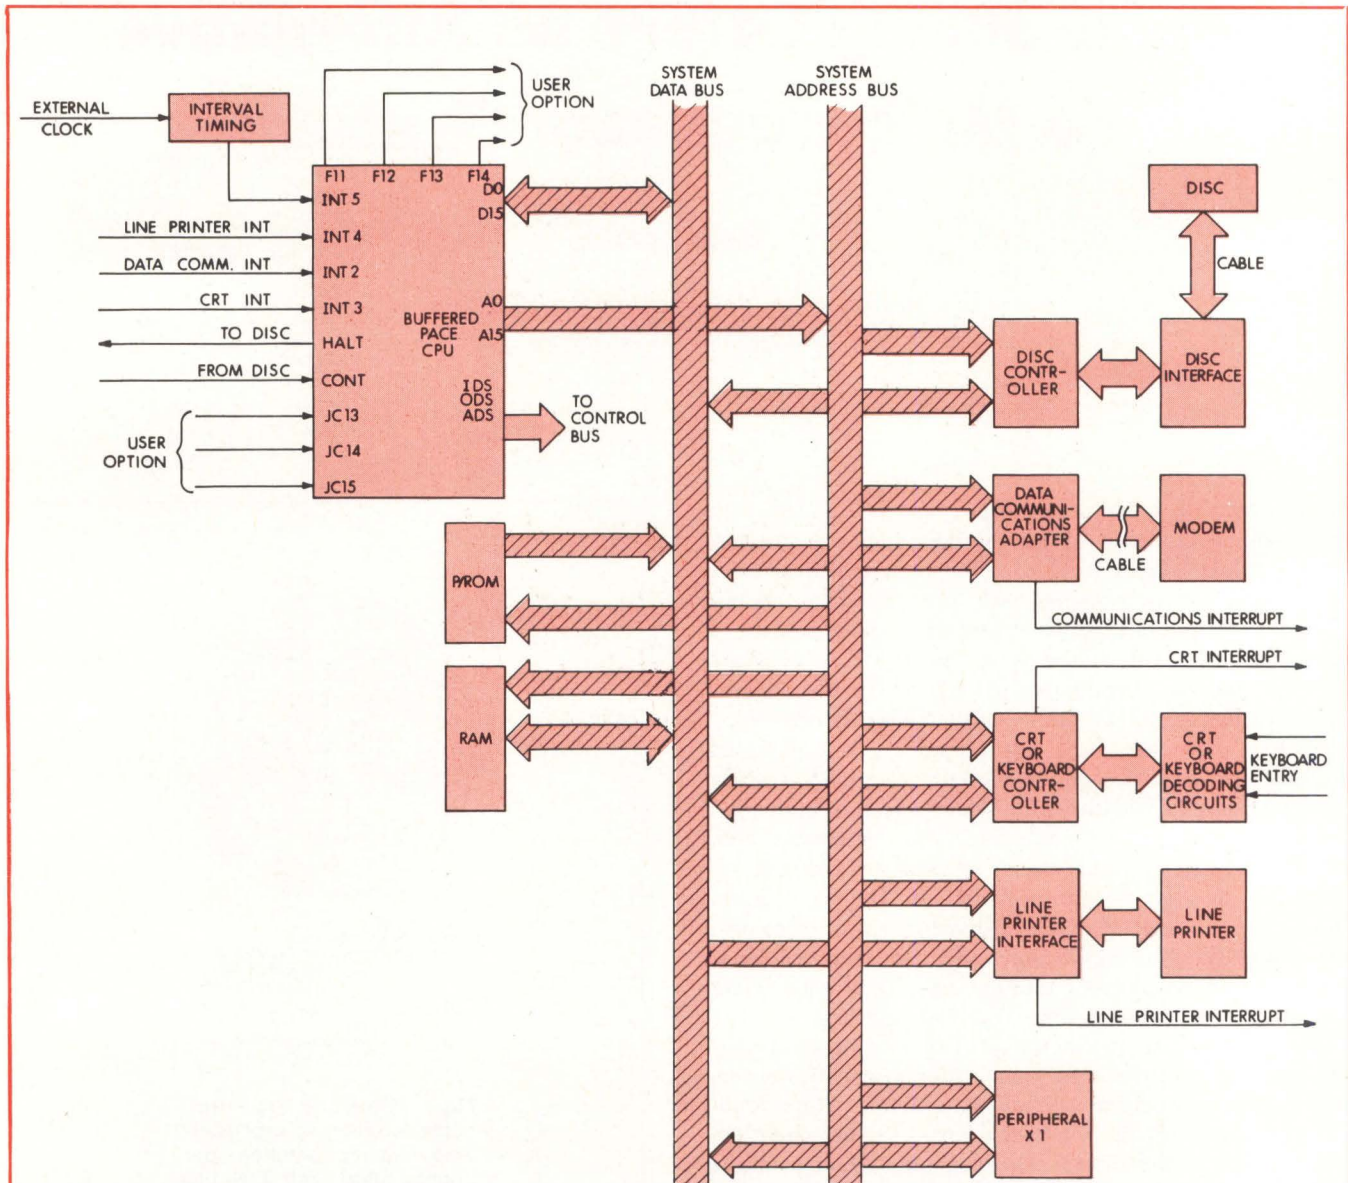 SYSTEM
DATA BUS
SYSTEM
ADDRESS BUS
USER
OPTION
EXTERNAL
CLOCK
INTERVAL
TIMING
F11 F12 F13 F14
D0
D15
INT 5
LINE PRINTER INT
INT 4
DATA COMM. INT
INT 2
CRT INT
INT 3
TO DISC
HALT
FROM DISC
CONT
JC13
JC14
JC15
USER
OPTION
A0
A15
BUFFERED
PACE
CPU
IDS
ODS
ADS
TO
CONTROL
BUS
DISC
CABLE
DISC
CONTR-
OLLER
DISC
INTERFACE
DATA
COMMUNI-
CATIONS
ADAPTER
CABLE
MODEM
COMMUNICATIONS INTERRUPT
P/ROM
RAM
CRT INTERRUPT
CRT
OR
KEYBOARD
CONTR-
OLLER
CRT
OR
KEYBOARD
DECODING
CIRCUITS
KEYBOARD
ENTRY
LINE
PRINTER
INTERFACE
LINE
PRINTER
LINE PRINTER INTERRUPT
PERIPHERAL
X 1